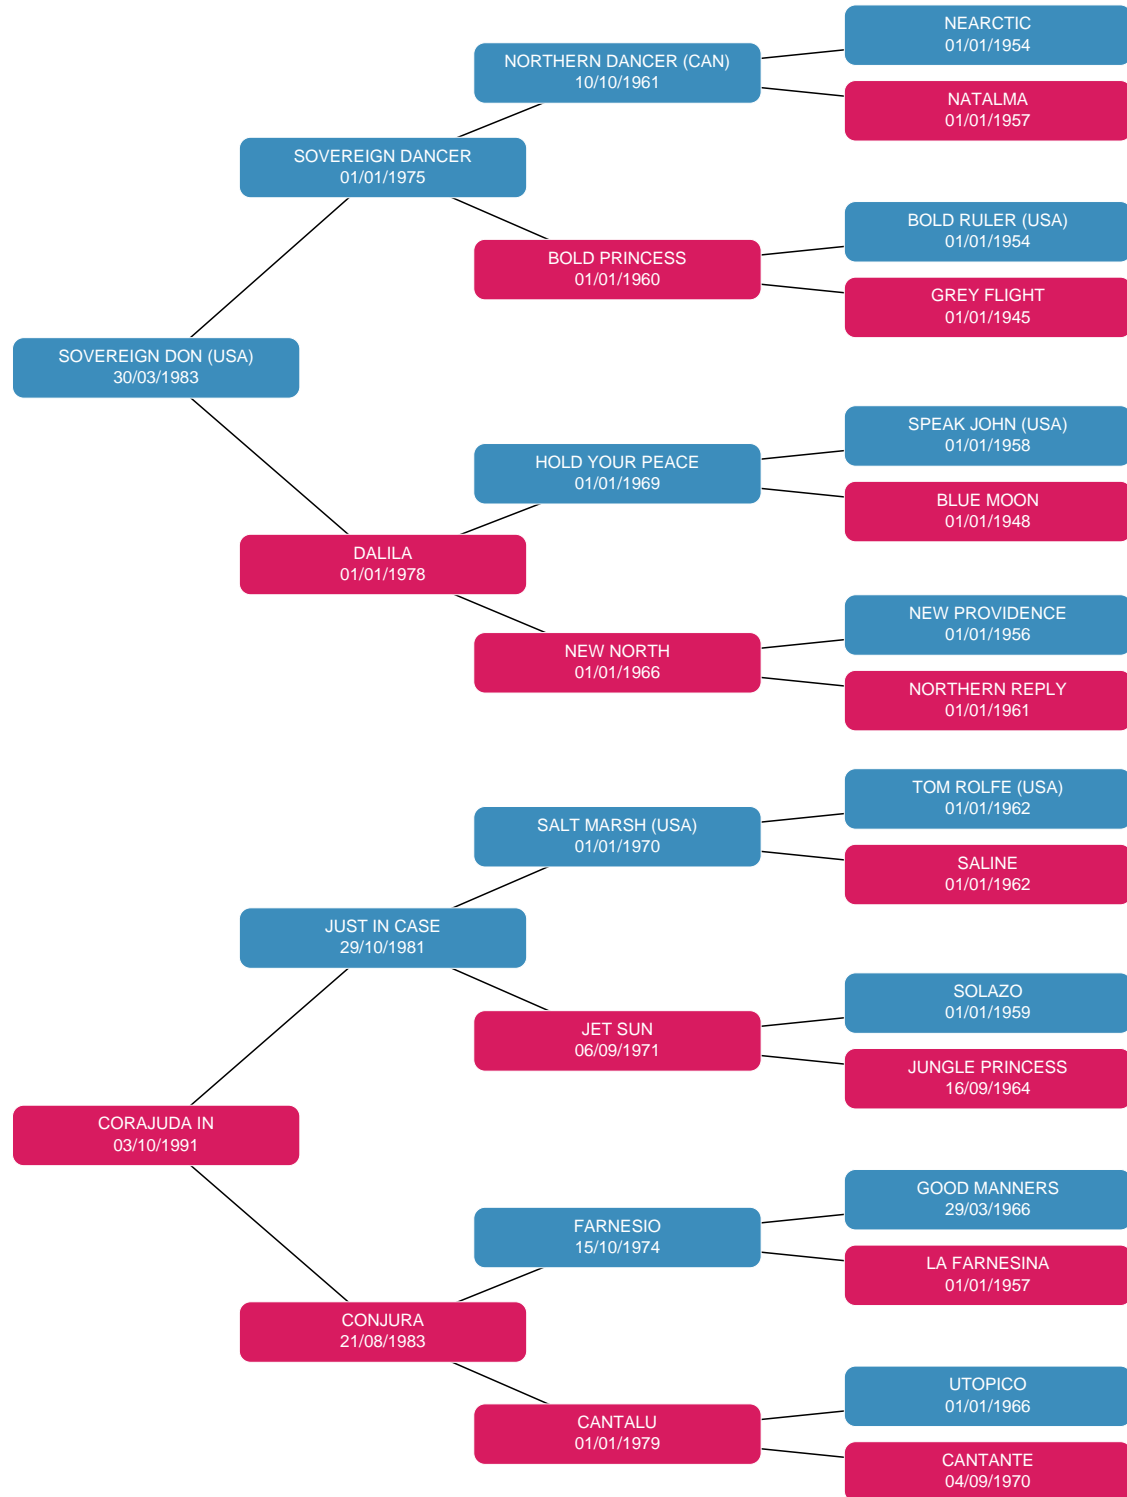 NEARCTIC
01/01/1954
NORTHERN DANCER (CAN)
10/10/1961
NATALMA
01/01/1957
SOVEREIGN DANCER
01/01/1975
BOLD RULER (USA)
01/01/1954
BOLD PRINCESS
01/01/1960
GREY FLIGHT
01/01/1945
SOVEREIGN DON (USA)
30/03/1983
SPEAK JOHN (USA)
01/01/1958
HOLD YOUR PEACE
01/01/1969
BLUE MOON
01/01/1948
DALILA
01/01/1978
NEW PROVIDENCE
01/01/1956
NEW NORTH
01/01/1966
NORTHERN REPLY
01/01/1961
TOM ROLFE (USA)
01/01/1962
SALT MARSH (USA)
01/01/1970
SALINE
01/01/1962
JUST IN CASE
29/10/1981
SOLAZO
01/01/1959
JET SUN
06/09/1971
JUNGLE PRINCESS
16/09/1964
CORAJUDA IN
03/10/1991
GOOD MANNERS
29/03/1966
FARNESIO
15/10/1974
LA FARNESINA
01/01/1957
CONJURA
21/08/1983
UTOPICO
01/01/1966
CANTALU
01/01/1979
CANTANTE
04/09/1970